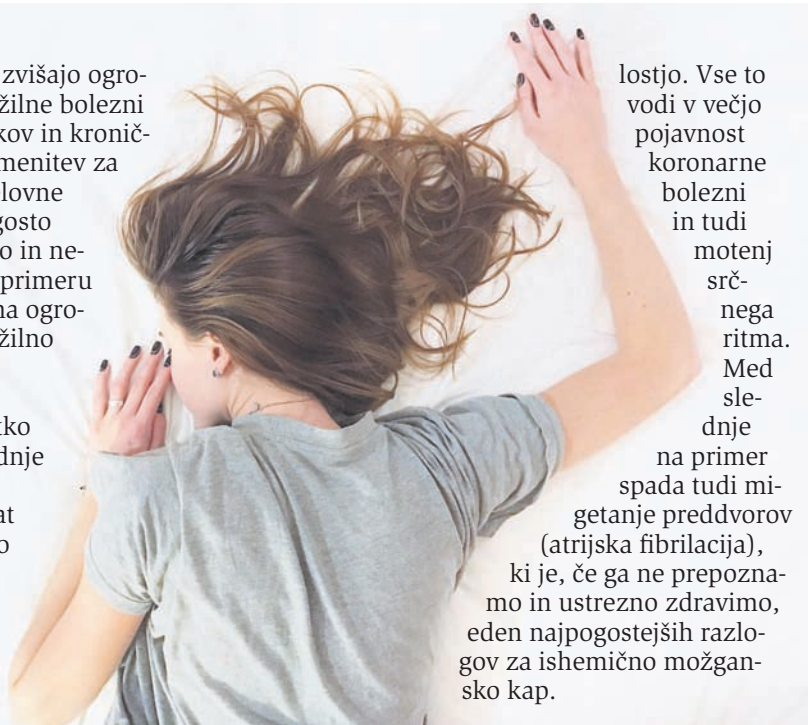 zvišajo ogro-
žilne bolezni
kov in kronič-
menitev za
elovne
gosto
o in ne-
primeru
na ogro-
žilno
tko
dnje
at
o
lostjo. Vse to
vodi v večjo
pojavnost
koronarne
bolezni
in tudi
motenj
srč-
nega
ritma.
Med
sle-
dnje
na primer
spada tudi mi-
getanje preddvorov
(atrijska fibrilacija),
ki je, če ga ne prepozna-
mo in ustrezno zdravimo,
eden najpogostejših razlo-
gov za ishemično možgan-
sko kap.